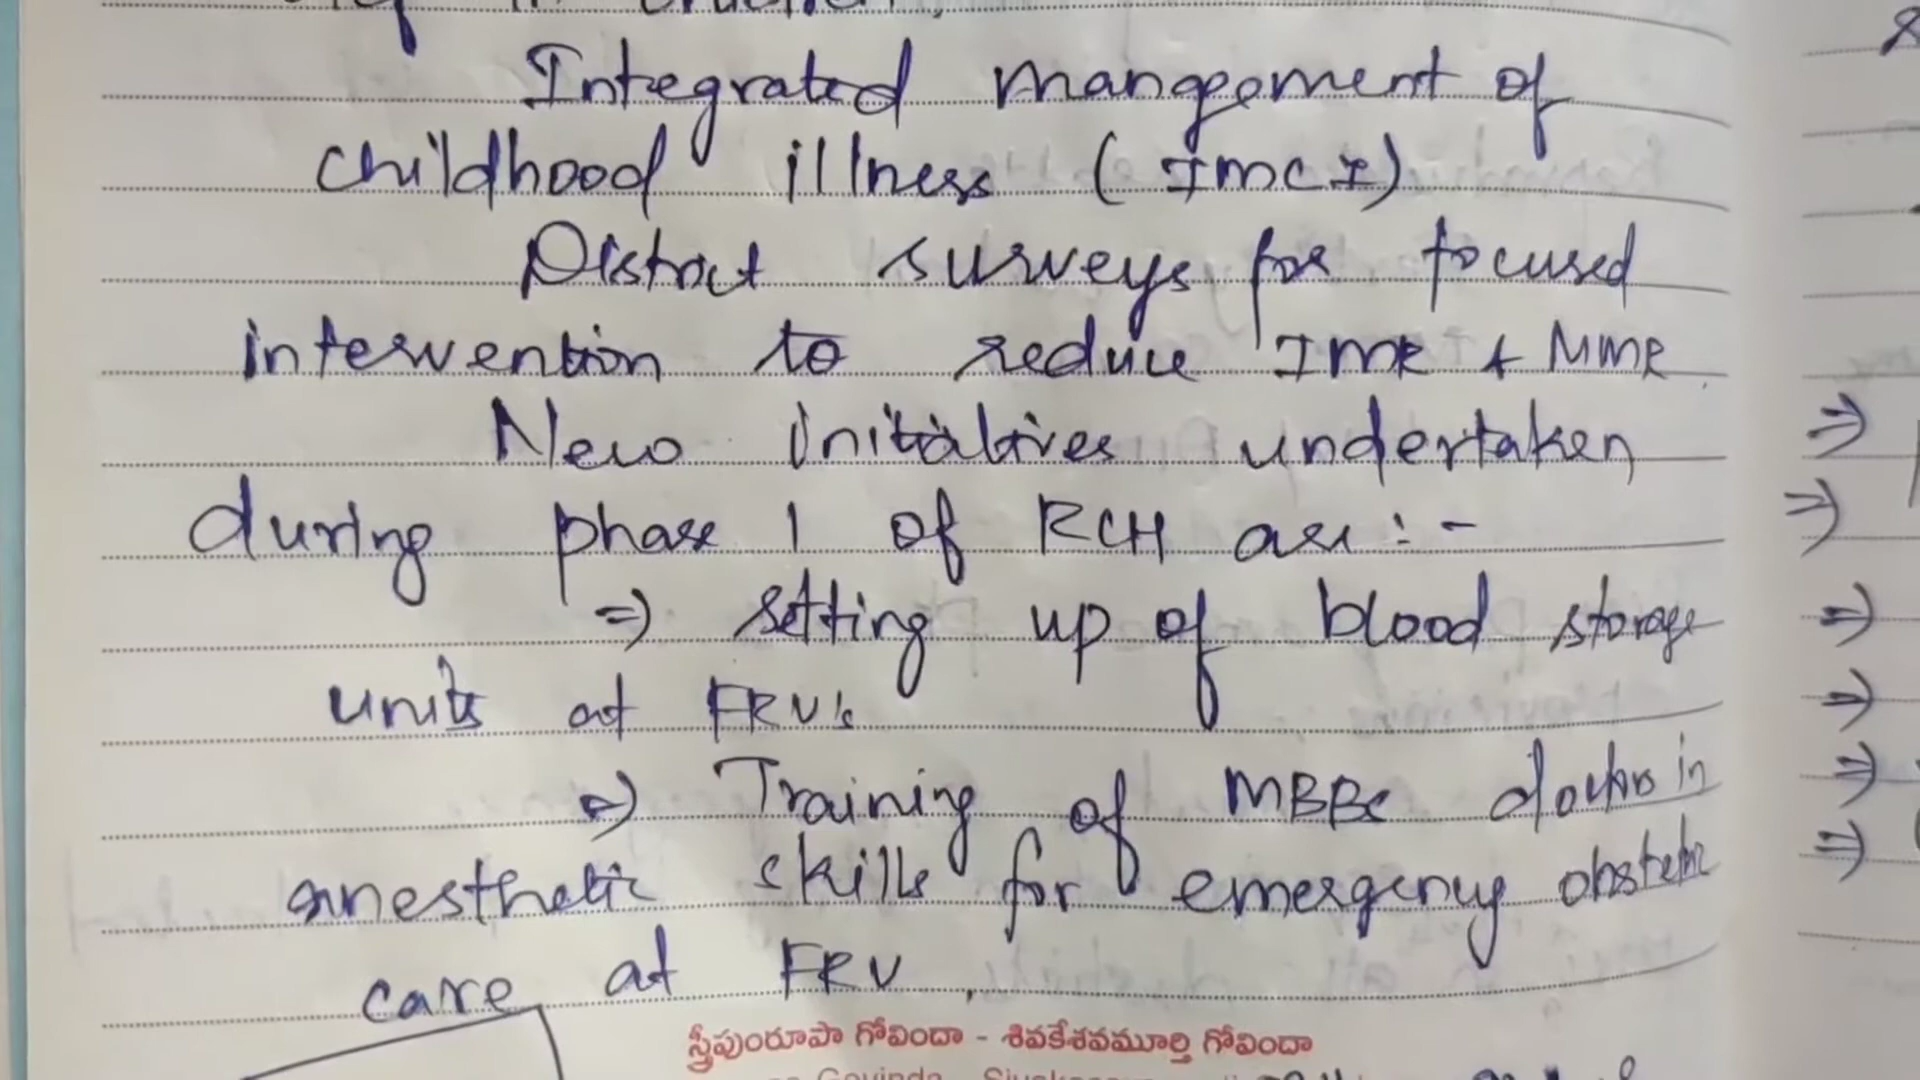 Integrated mangeement of
childhood illness (IMCI)
District surveys for focused
intervention to reduce IMR & MMR
New initiatives undertaken
during phase 1 of RCH are :-
=> setting up of blood storage
units at FRU's
=> Training of MBBS doctors in
annesthetic skills for emergency obstetric
care at FRU.
స్త్రీపుంరూపా గోవిందా - శివకేశవమూర్తి గోవిందా
=>
=>
=>
=>
=>
=>